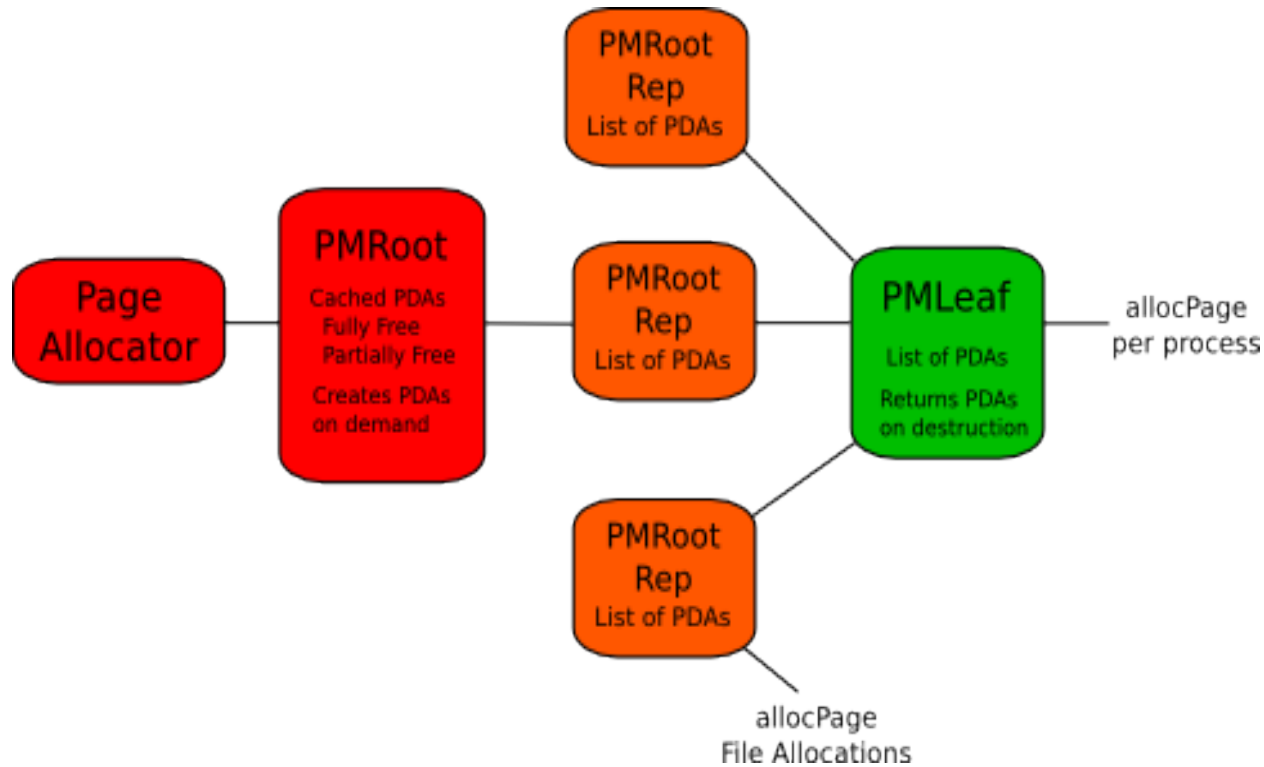 PMRoot
Rep
List of PDAs
Page
Allocator
PMRoot
Cached PDAs
Fully Free
Partially Free
Creates PDAs
on demand
PMRoot
Rep
List of PDAs
PMLeaf
List of PDAs
Returns PDAs
on destruction
allocPage
per process
PMRoot
Rep
List of PDAs
allocPage
File Allocations